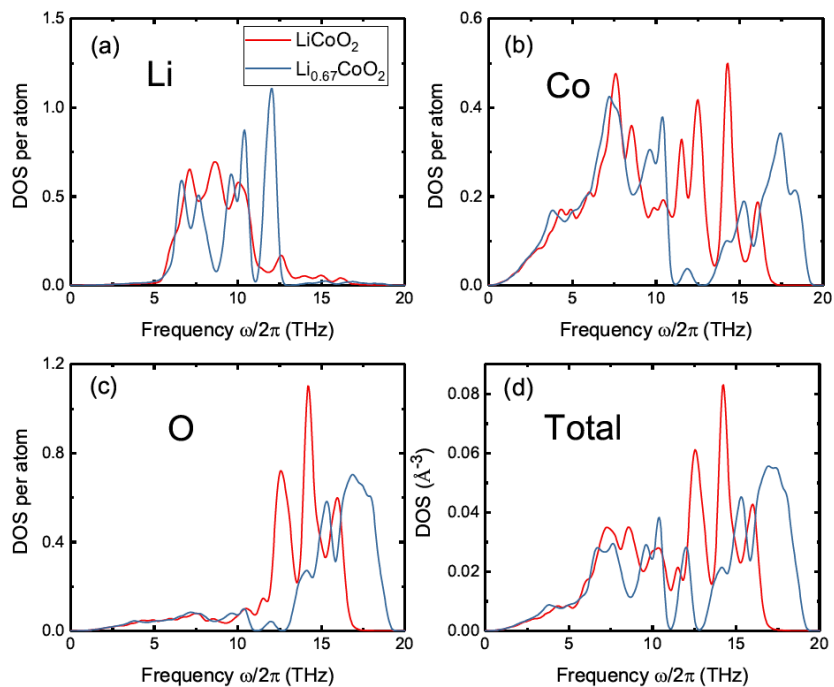 (a)
Li
LiCoO₂
Li₀.₆₇CoO₂
DOS per atom
1.5
1.0
0.5
0.0
0 5 10 15 20
Frequency ω/2π (THz)
(b)
Co
DOS per atom
0.6
0.4
0.2
0.0
0 5 10 15 20
Frequency ω/2π (THz)
(c)
O
DOS per atom
1.2
0.8
0.4
0.0
0 5 10 15 20
Frequency ω/2π (THz)
(d)
Total
DOS (Å⁻³)
0.08
0.06
0.04
0.02
0.00
0 5 10 15 20
Frequency ω/2π (THz)